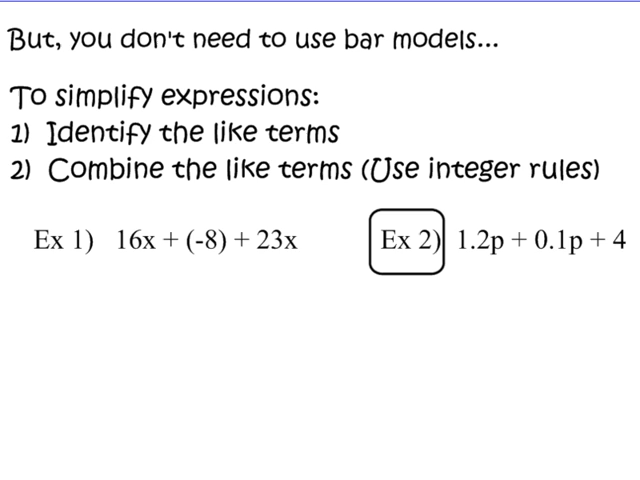 But, you don't need to use bar models...
To simplify expressions:
1) Identify the like terms
2) Combine the like terms (Use integer rules)
Ex 1) 16x + (-8) + 23x
Ex 2) 1.2p + 0.1p + 4